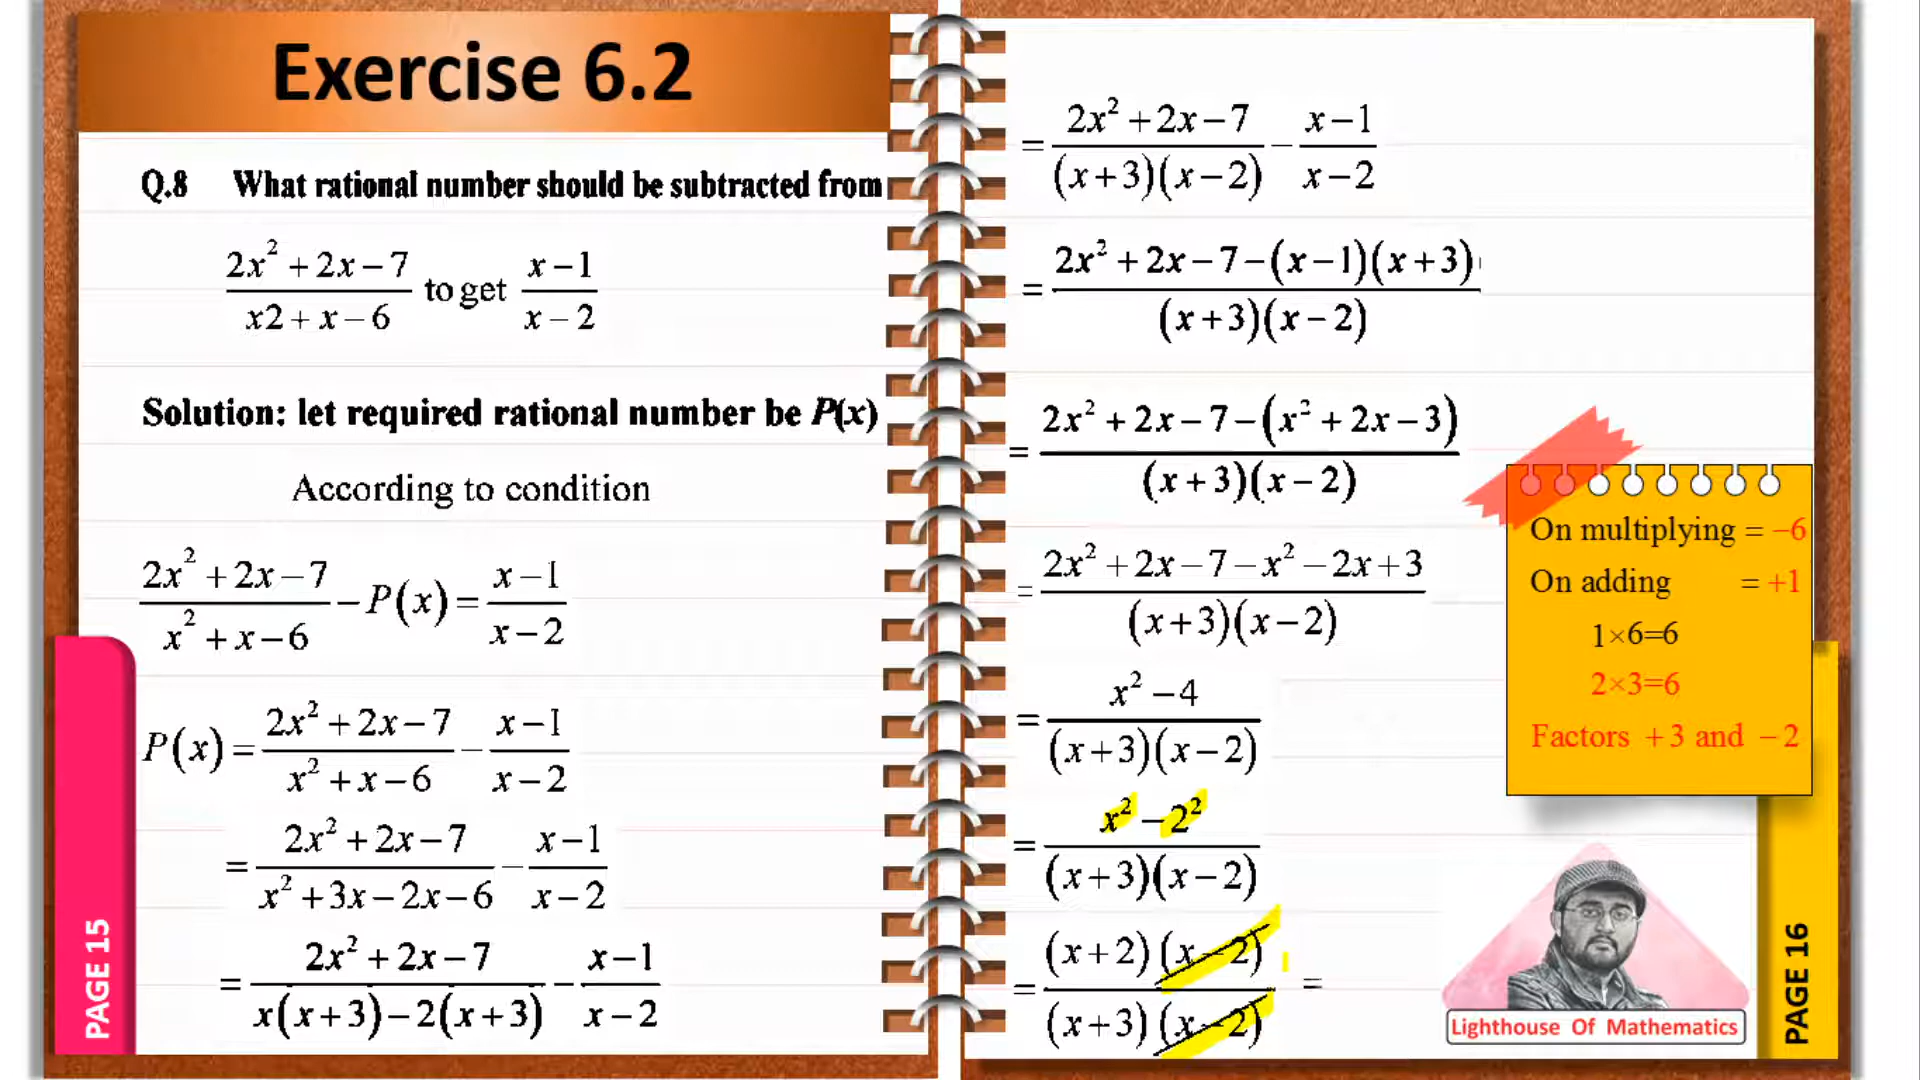 Exercise 6.2
Q.8 What rational number should be subtracted from
(2x² + 2x − 7)/(x2 + x − 6) to get (x − 1)/(x − 2)
Solution: let required rational number be P(x)
According to condition
(2x² + 2x − 7)/(x² + x − 6) − P(x) = (x − 1)/(x − 2)
P(x) = (2x² + 2x − 7)/(x² + x − 6) − (x − 1)/(x − 2)
= (2x² + 2x − 7)/(x² + 3x − 2x − 6) − (x − 1)/(x − 2)
= (2x² + 2x − 7)/(x(x + 3) − 2(x + 3)) − (x − 1)/(x − 2)
PAGE 15
= (2x² + 2x − 7)/((x + 3)(x − 2)) − (x − 1)/(x − 2)
= (2x² + 2x − 7 − (x − 1)(x + 3))/((x + 3)(x − 2))
= (2x² + 2x − 7 − (x² + 2x − 3))/((x + 3)(x − 2))
= (2x² + 2x − 7 − x² − 2x + 3)/((x + 3)(x − 2))
= (x² − 4)/((x + 3)(x − 2))
= (x² − 2²)/((x + 3)(x − 2))
= ((x + 2)(x − 2))/((x + 3)(x − 2)) =
On multiplying = −6
On adding = +1
1×6=6
2×3=6
Factors +3 and −2
Lighthouse Of Mathematics
PAGE 16